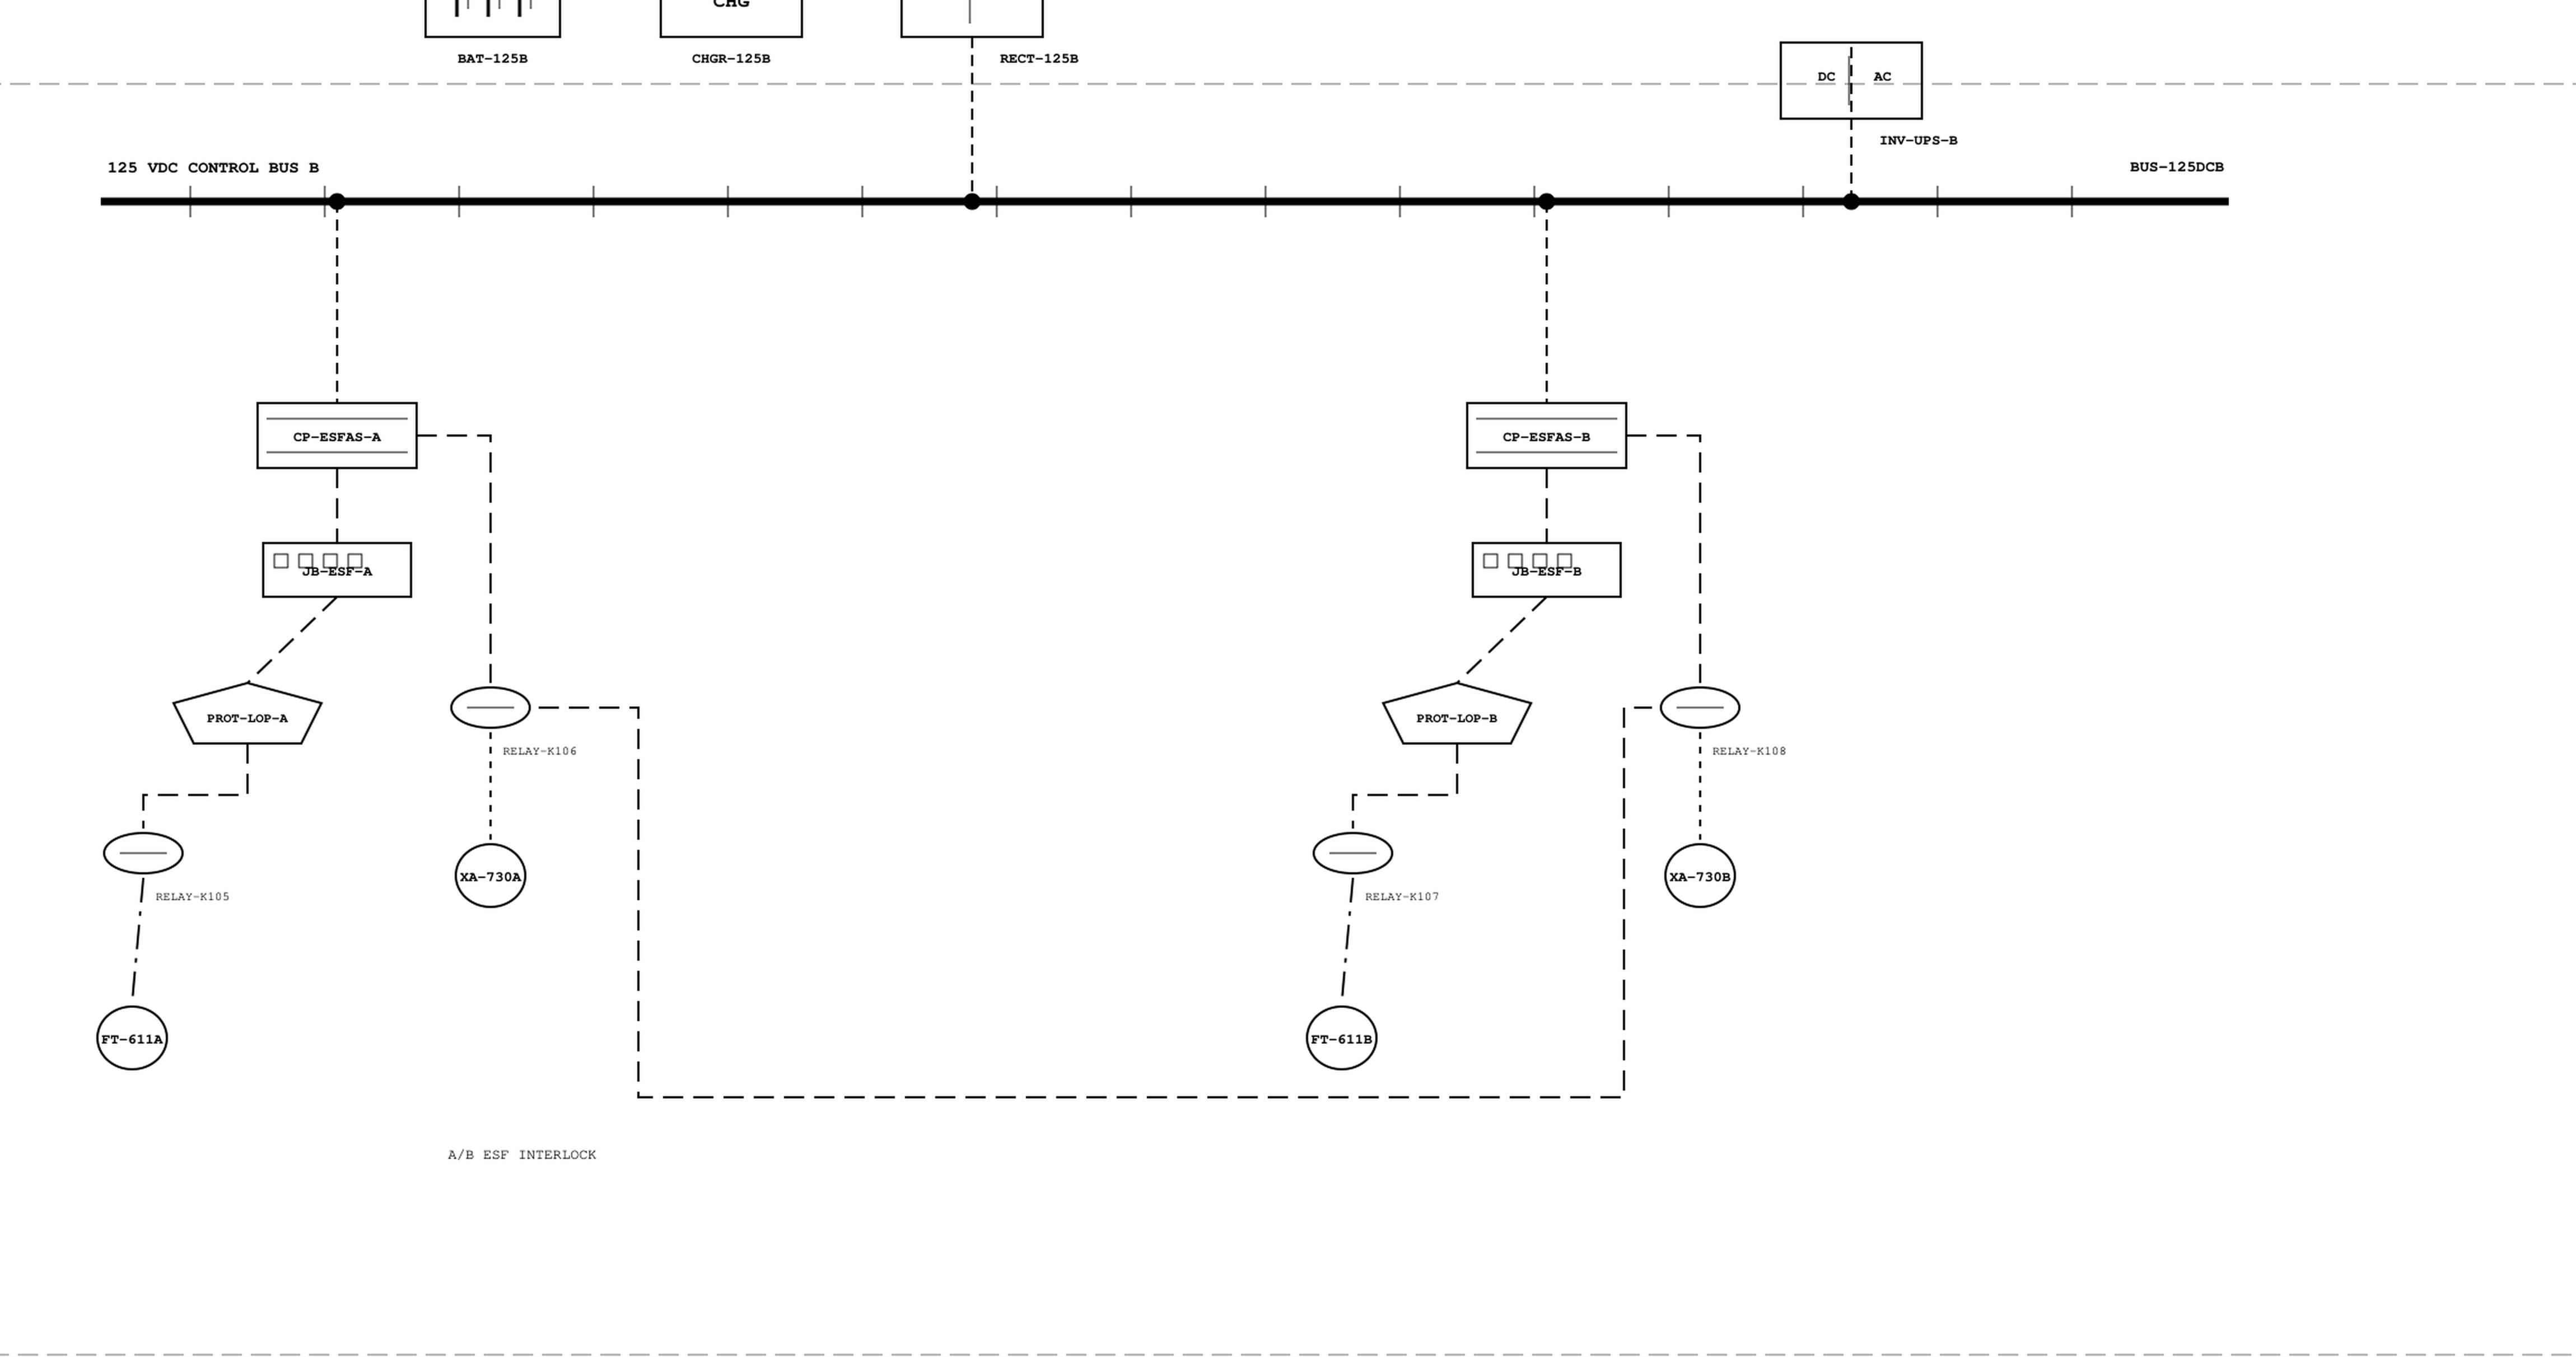 CHG
BAT-125B
CHGR-125B
RECT-125B
DC
AC
INV-UPS-B
125 VDC CONTROL BUS B
BUS-125DCB
CP-ESFAS-A
CP-ESFAS-B
JB-ESF-A
JB-ESF-B
PROT-LOP-A
PROT-LOP-B
RELAY-K106
RELAY-K108
XA-730A
XA-730B
RELAY-K105
RELAY-K107
FT-611A
FT-611B
A/B ESF INTERLOCK